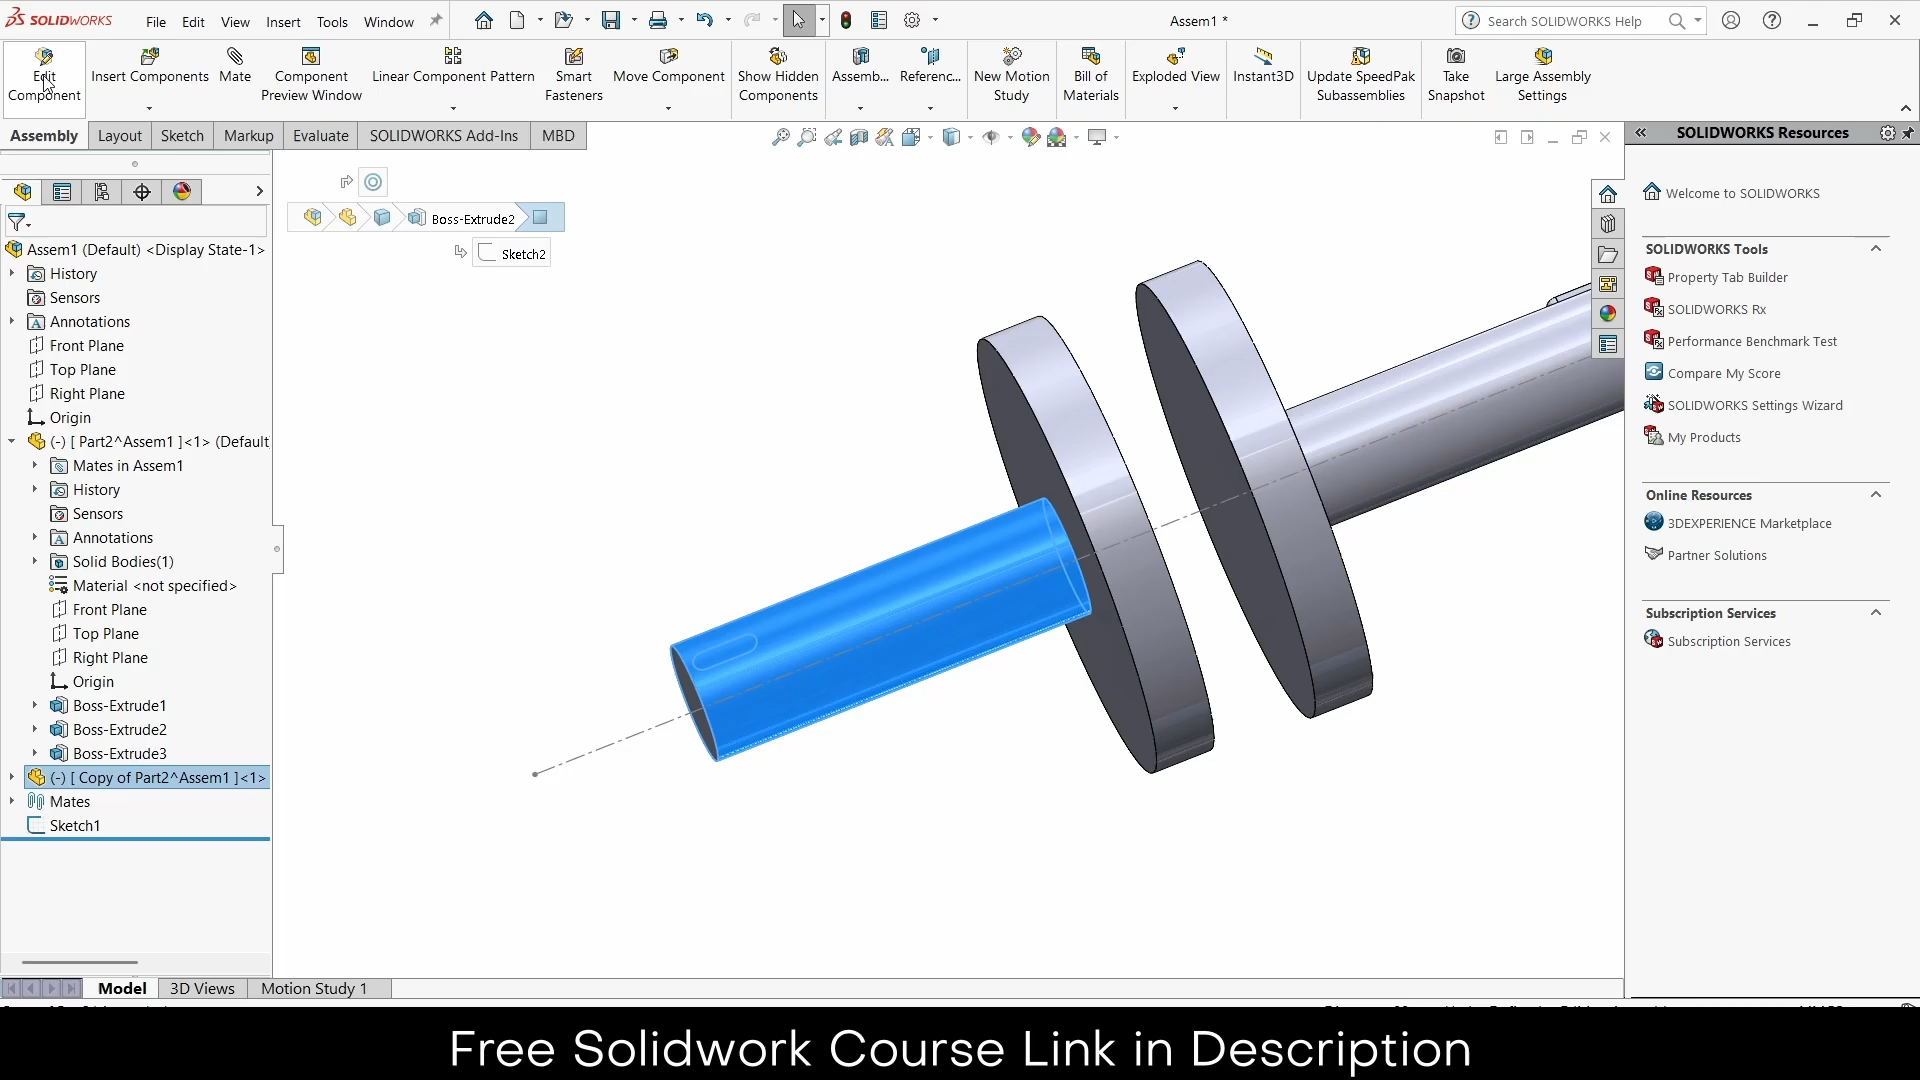 SOLIDWORKS
File Edit View Insert Tools Window
Assem1 *
Search SOLIDWORKS Help
Edit Component
Insert Components
Mate
Component Preview Window
Linear Component Pattern
Smart Fasteners
Move Component
Show Hidden Components
Assemb...
Referenc...
New Motion Study
Bill of Materials
Exploded View
Instant3D
Update SpeedPak Subassemblies
Take Snapshot
Large Assembly Settings
Assembly Layout Sketch Markup Evaluate SOLIDWORKS Add-Ins MBD
Assem1 (Default) <Display State-1>
History
Sensors
Annotations
Front Plane
Top Plane
Right Plane
Origin
(-) [ Part2^Assem1 ]<1> (Default
Mates in Assem1
History
Sensors
Annotations
Solid Bodies(1)
Material <not specified>
Front Plane
Top Plane
Right Plane
Origin
Boss-Extrude1
Boss-Extrude2
Boss-Extrude3
(-) [ Copy of Part2^Assem1 ]<1>
Mates
Sketch1
Boss-Extrude2
Sketch2
SOLIDWORKS Resources
Welcome to SOLIDWORKS
SOLIDWORKS Tools
Property Tab Builder
SOLIDWORKS Rx
Performance Benchmark Test
Compare My Score
SOLIDWORKS Settings Wizard
My Products
Online Resources
3DEXPERIENCE Marketplace
Partner Solutions
Subscription Services
Subscription Services
Model 3D Views Motion Study 1
Free Solidwork Course Link in Description